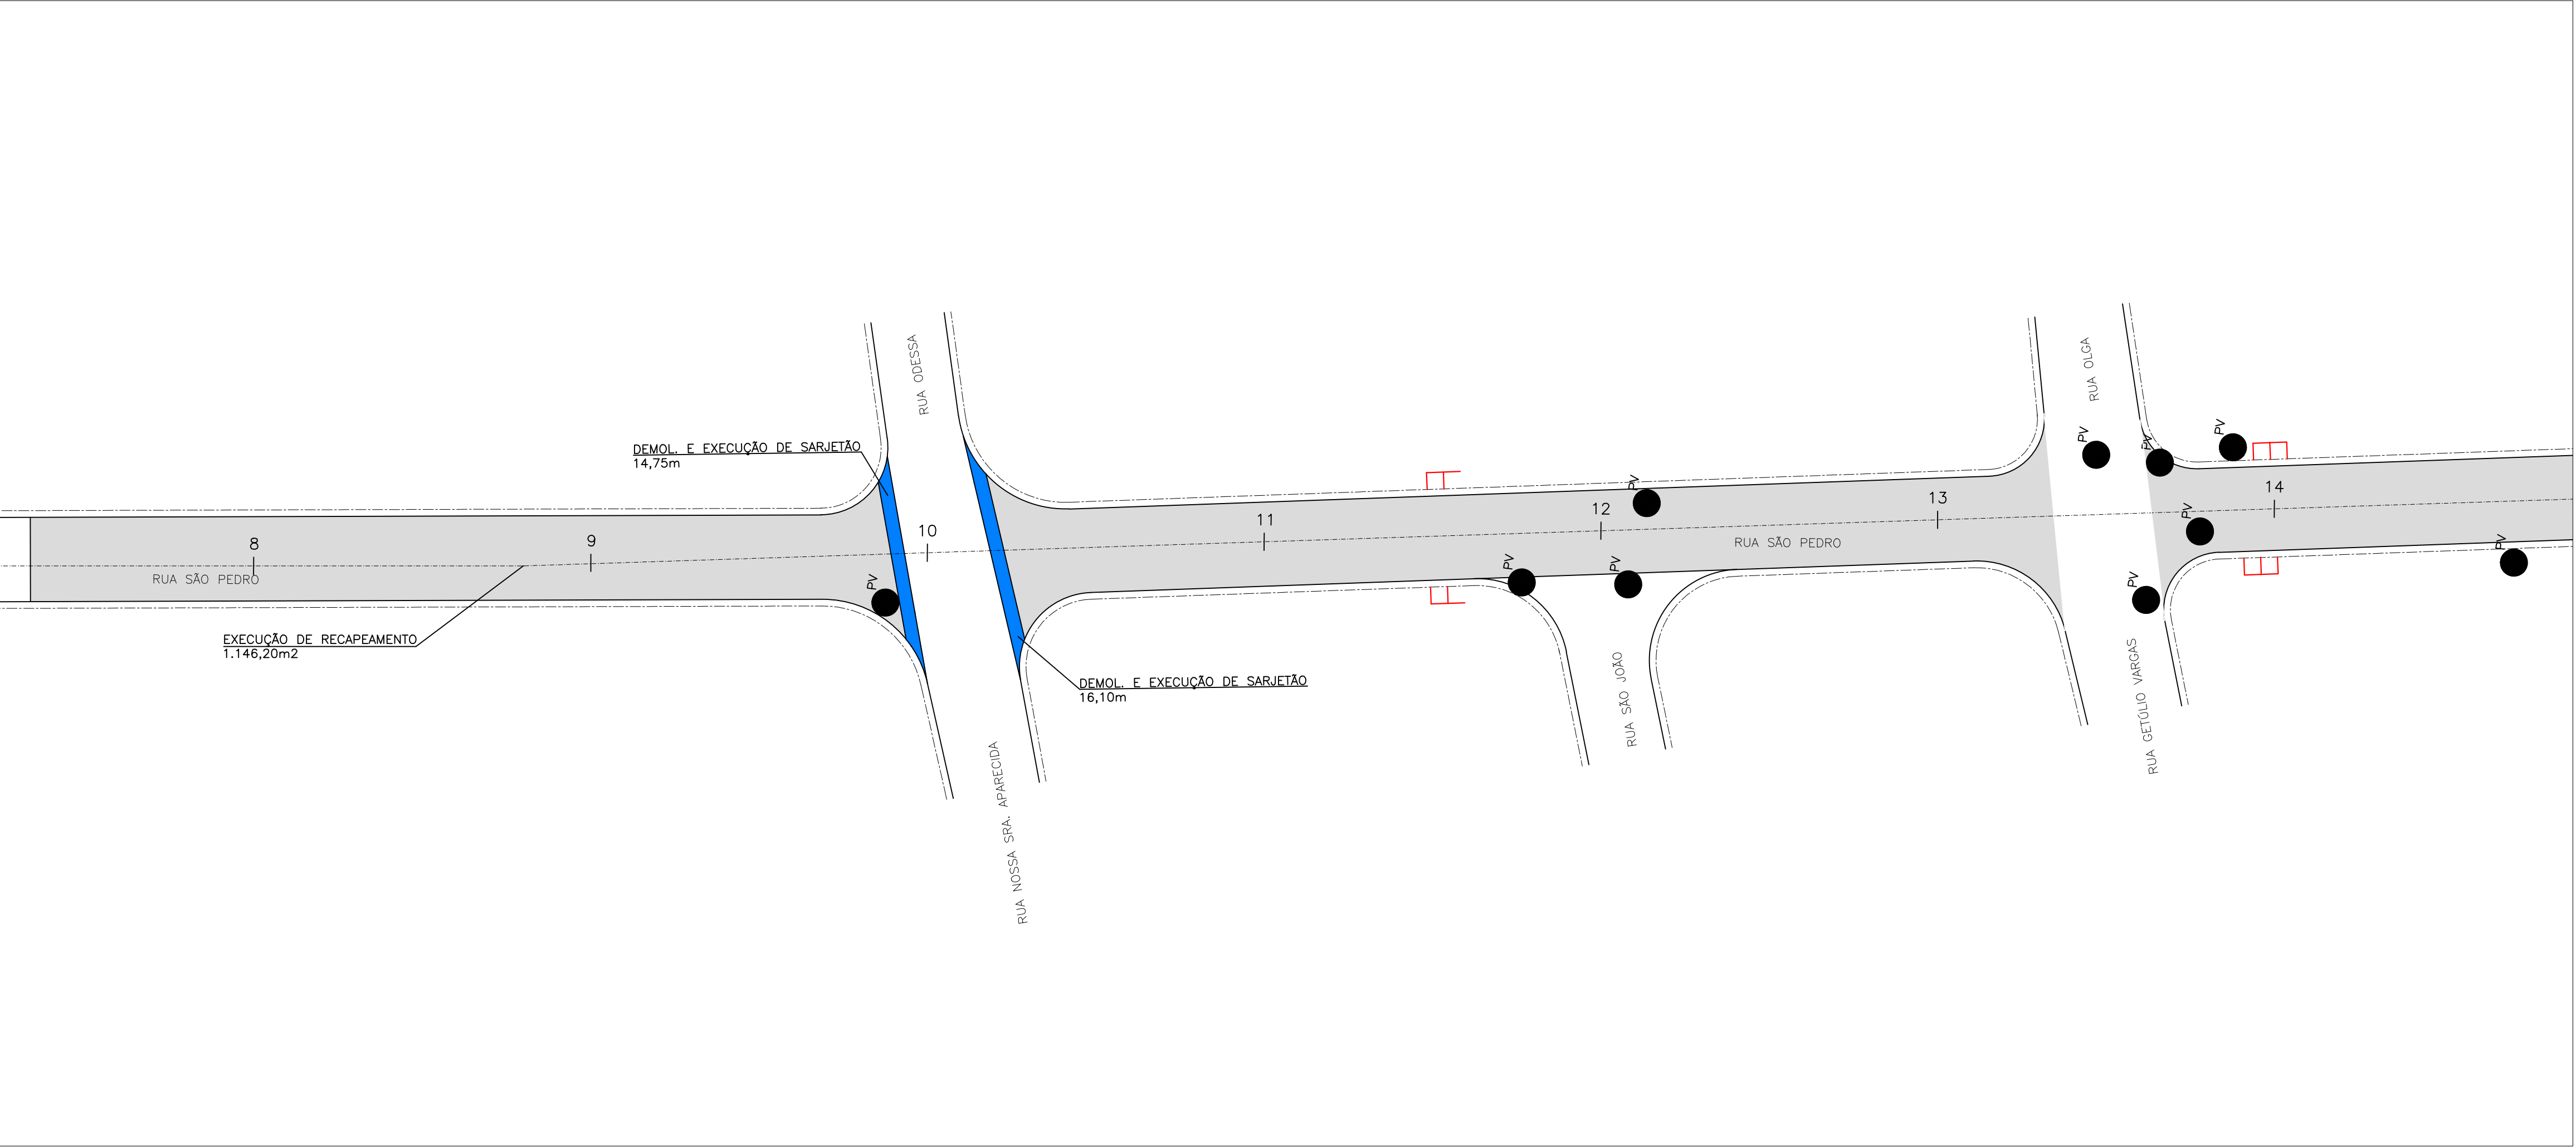 RUA ODESSA
RUA OLGA
DEMOL. E EXECUÇÃO DE SARJETÃO
14,75m
8
9
10
11
12
13
14
RUA SÃO PEDRO
RUA SÃO PEDRO
PV
PV
PV
PV
PV
PV
PV
PV
PV
PV
EXECUÇÃO DE RECAPEAMENTO
1.146,20m2
DEMOL. E EXECUÇÃO DE SARJETÃO
16,10m
RUA SÃO JOÃO
RUA GETÚLIO VARGAS
RUA NOSSA SRA. APARECIDA